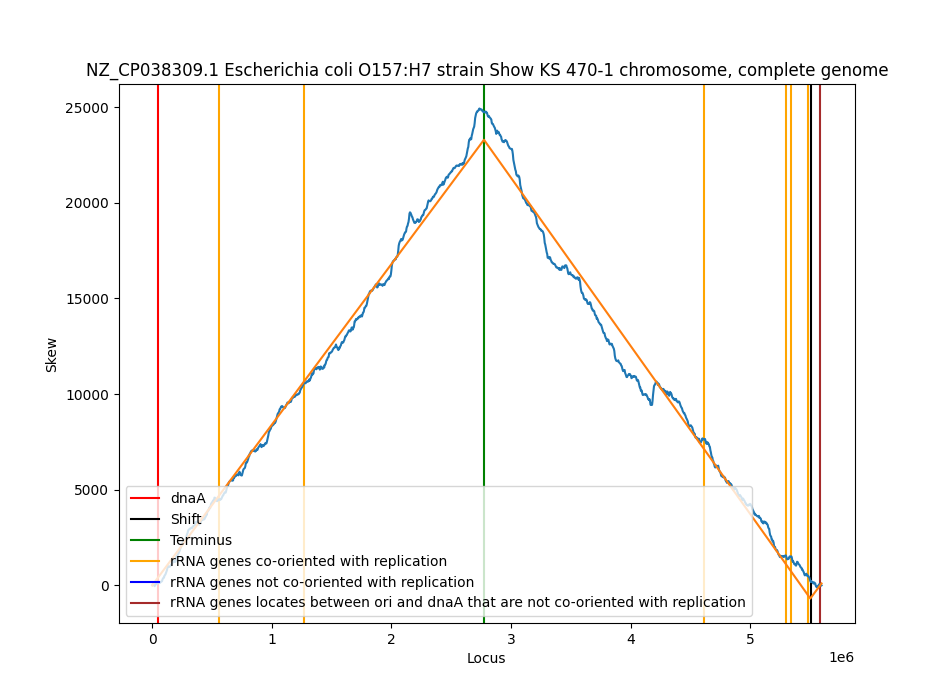 NZ_CP038309.1 Escherichia coli O157:H7 strain Show KS 470-1 chromosome, complete genome
25000
20000
15000
10000
5000
0
Skew
dnaA
Shift
Terminus
rRNA genes co-oriented with replication
rRNA genes not co-oriented with replication
rRNA genes locates between ori and dnaA that are not co-oriented with replication
0 1 2 3 4 5
Locus
1e6